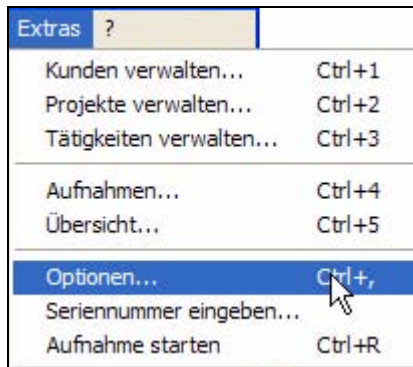 Extras ?
Kunden verwalten... Ctrl+1
Projekte verwalten... Ctrl+2
Tätigkeiten verwalten... Ctrl+3
Aufnahmen... Ctrl+4
Übersicht... Ctrl+5
Optionen... Ctrl+,
Seriennummer eingeben...
Aufnahme starten Ctrl+R